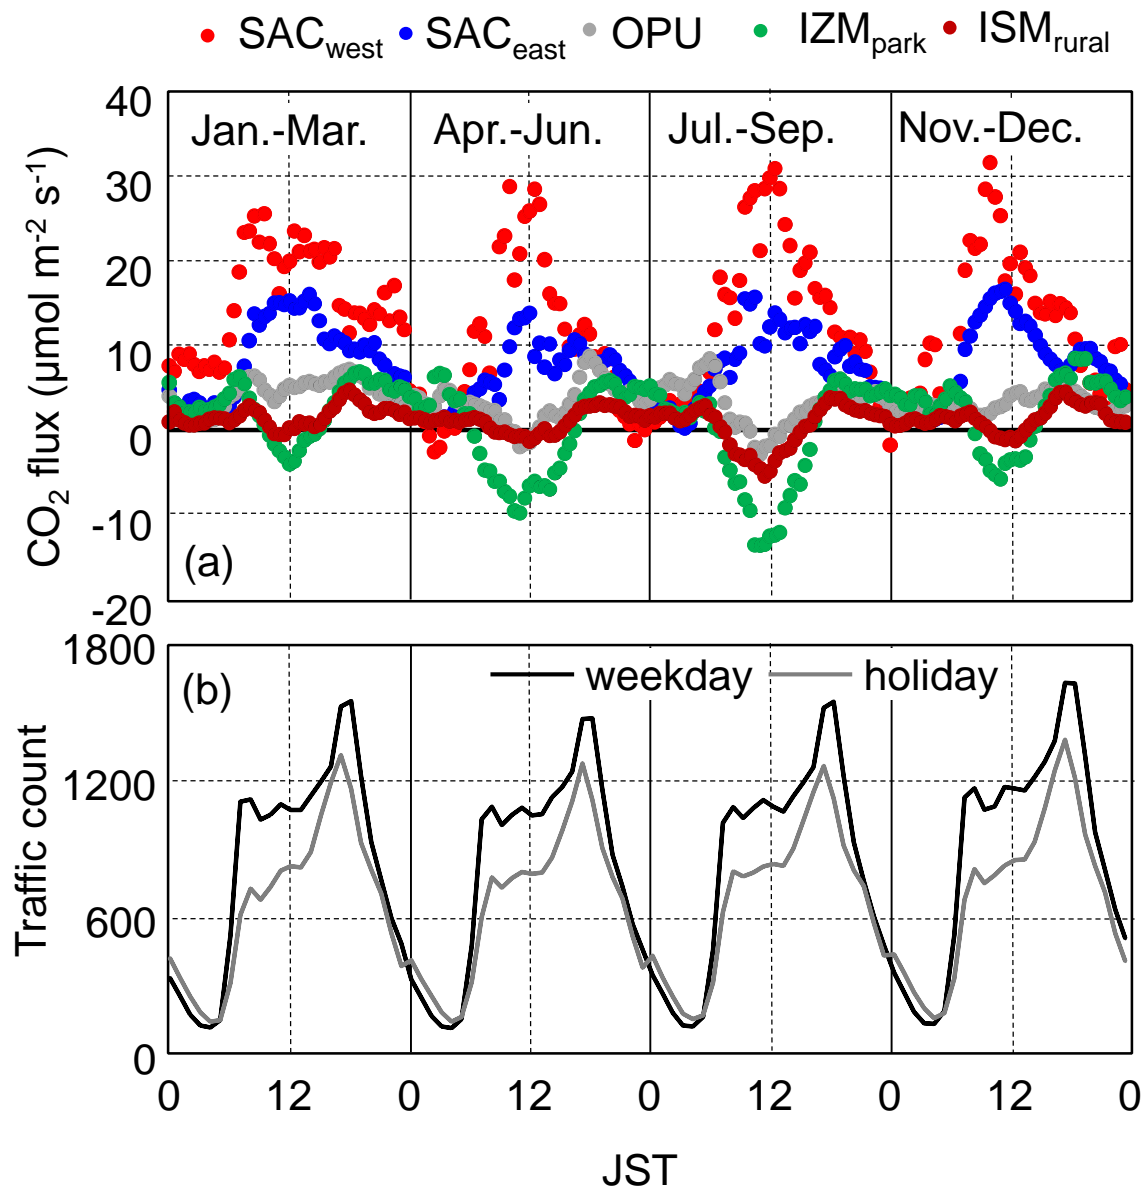 SACwest SACeast OPU IZMpark ISMrural
40
30
20
10
0
-10
-20
CO2 flux (μmol m-2 s-1)
Jan.-Mar. Apr.-Jun. Jul.-Sep. Nov.-Dec.
(a)
1800
1200
600
0
Traffic count
(b)
weekday holiday
0 12 0 12 0 12 0 12 0
JST